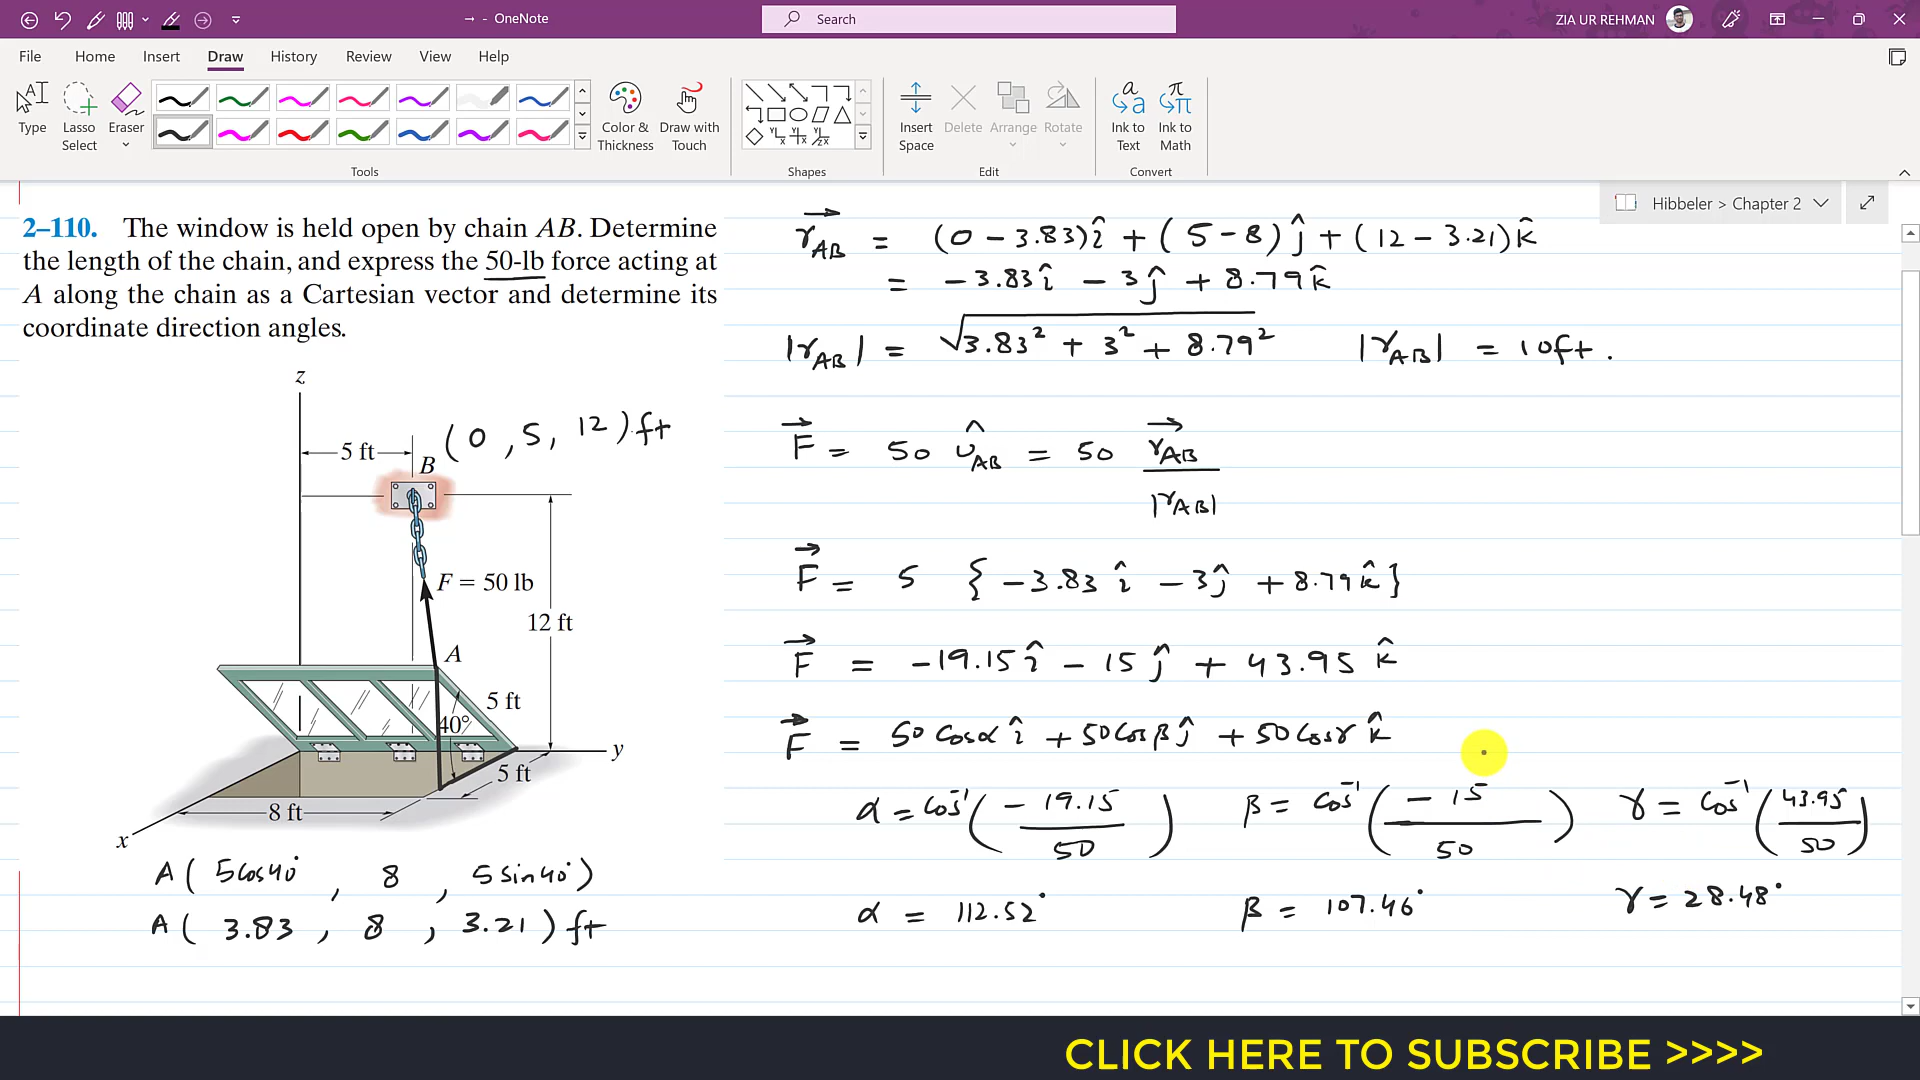 → - OneNote
Search
ZIA UR REHMAN
File Home Insert Draw History Review View Help
Type
Lasso Select
Eraser
Color & Thickness
Draw with Touch
Insert Space
Delete
Arrange
Rotate
Ink to Text
Ink to Math
Tools
Shapes
Edit
Convert
Hibbeler > Chapter 2
2–110. The window is held open by chain AB. Determine
the length of the chain, and express the 50-lb force acting at
A along the chain as a Cartesian vector and determine its
coordinate direction angles.
z
5 ft
B
(0, 5, 12) ft
F = 50 lb
12 ft
A
5 ft
40°
y
5 ft
8 ft
x
A( 5cos40°, 8, 5sin40°)
A( 3.83, 8, 3.21) ft
r⃗AB = (0 – 3.83)î + (5 – 8)ĵ + (12 – 3.21)k̂
= –3.83î – 3ĵ + 8.79k̂
|rAB| = √3.83² + 3² + 8.79² |rAB| = 10ft.
F⃗ = 50 ûAB = 50 r⃗AB / |rAB|
F⃗ = 5 { –3.83î – 3ĵ + 8.79k̂ }
F⃗ = –19.15î – 15ĵ + 43.95k̂
F⃗ = 50cosαî + 50cosβĵ + 50cosγk̂
α = cos⁻¹( –19.15 / 50 ) β = cos⁻¹( –15 / 50 ) γ = cos⁻¹( 43.95 / 50 )
α = 112.52° β = 107.46° γ = 28.48°
CLICK HERE TO SUBSCRIBE >>>>